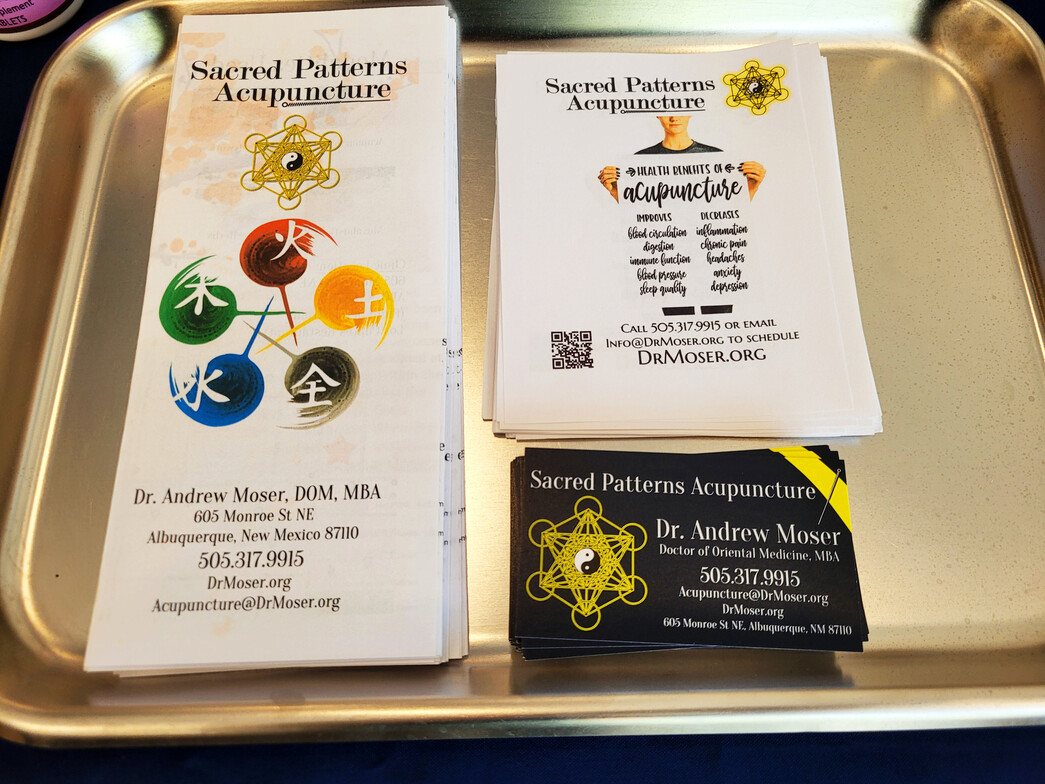 plement
BLETS
Sacred Patterns
Acupuncture
火
木
土
水
全
Dr. Andrew Moser, DOM, MBA
605 Monroe St NE
Albuquerque, New Mexico 87110
505.317.9915
DrMoser.org
Acupuncture@DrMoser.org
Sacred Patterns
Acupuncture
HEALTH BENEFITS OF
acupuncture
IMPROVES
blood circulation
digestion
immune function
blood pressure
sleep quality
DECREASES
inflammation
chronic pain
headaches
anxiety
depression
Call 505.317.9915 or email
Info@DrMoser.org to schedule
DrMoser.org
Sacred Patterns Acupuncture
Dr. Andrew Moser
Doctor of Oriental Medicine, MBA
505.317.9915
Acupuncture@DrMoser.org
DrMoser.org
605 Monroe St NE, Albuquerque, NM 87110